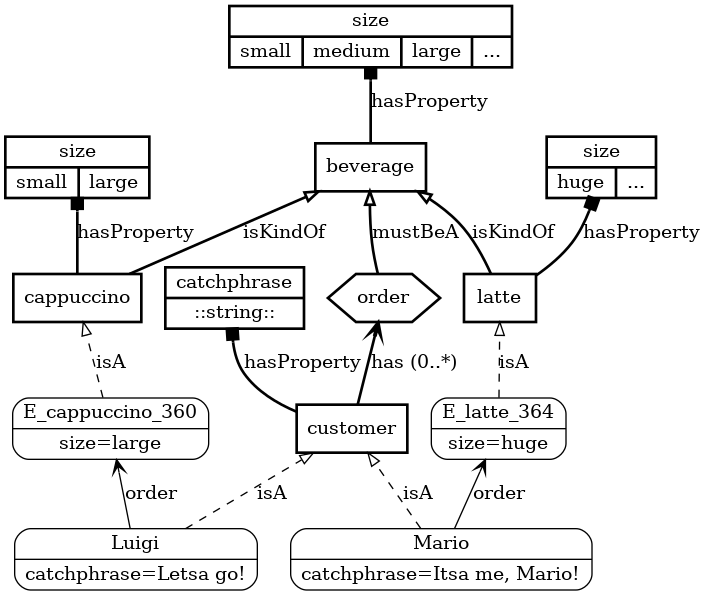 size
small medium large ...
hasProperty
size
small large
beverage
size
huge ...
hasProperty
isKindOf
mustBeA
isKindOf
hasProperty
cappuccino
catchphrase
::string::
order
latte
isA
hasProperty
has (0..*)
isA
E_cappuccino_360
size=large
customer
E_latte_364
size=huge
order
isA
isA
order
Luigi
catchphrase=Letsa go!
Mario
catchphrase=Itsa me, Mario!